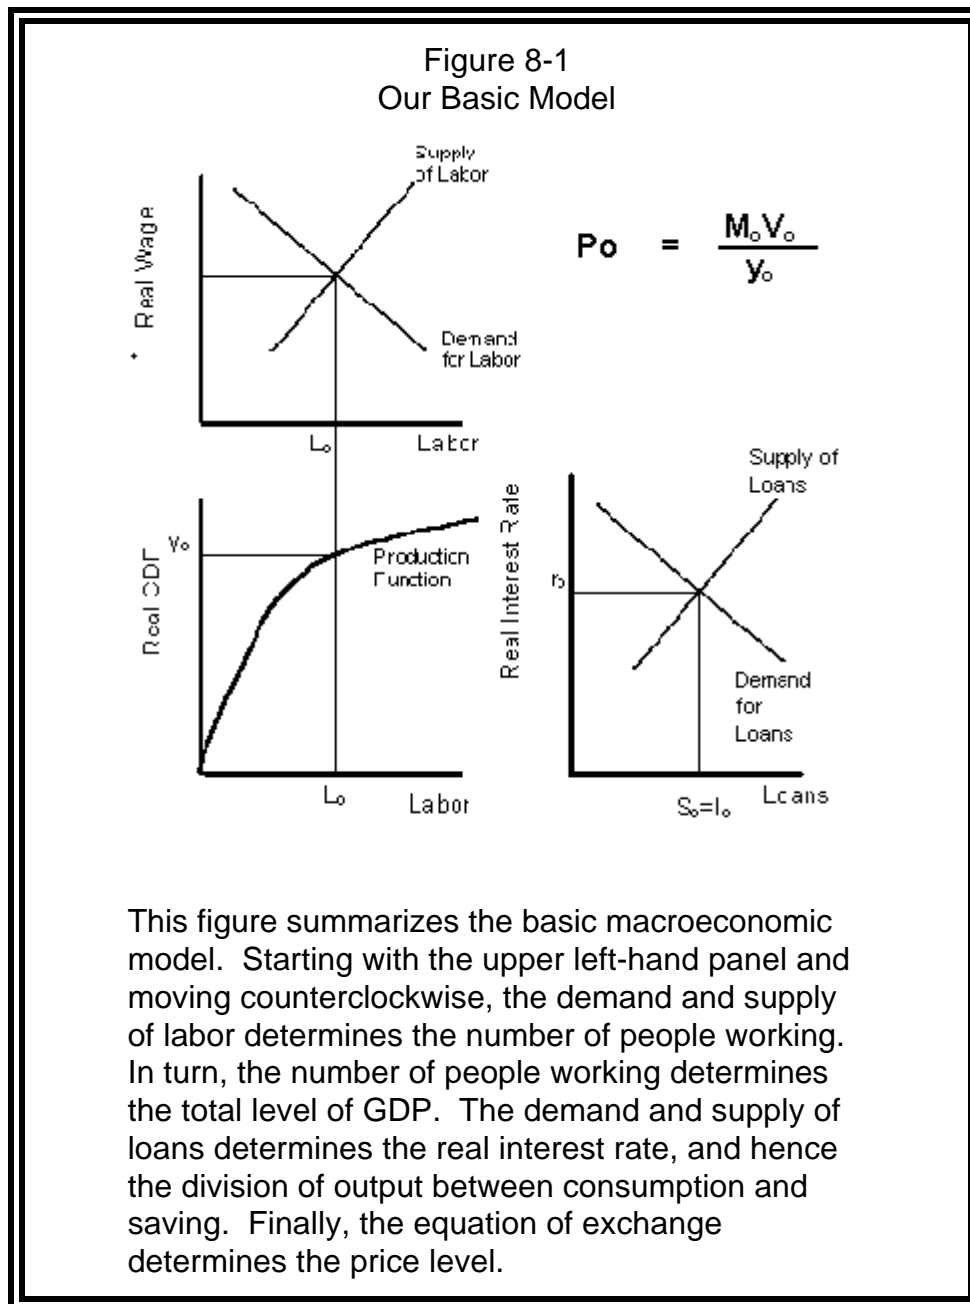 Figure 8-1
Our Basic Model
Supply
of Labor
Real Wage
Demand
for Labor
Lo
Labor
Po = MoVo
yo
Real GDP
yo
Production
Function
Lo
Labor
Real Interest Rate
Supply of
Loans
ro
Demand
for
Loans
So=Io
Loans
This figure summarizes the basic macroeconomic
model. Starting with the upper left-hand panel and
moving counterclockwise, the demand and supply
of labor determines the number of people working.
In turn, the number of people working determines
the total level of GDP. The demand and supply of
loans determines the real interest rate, and hence
the division of output between consumption and
saving. Finally, the equation of exchange
determines the price level.